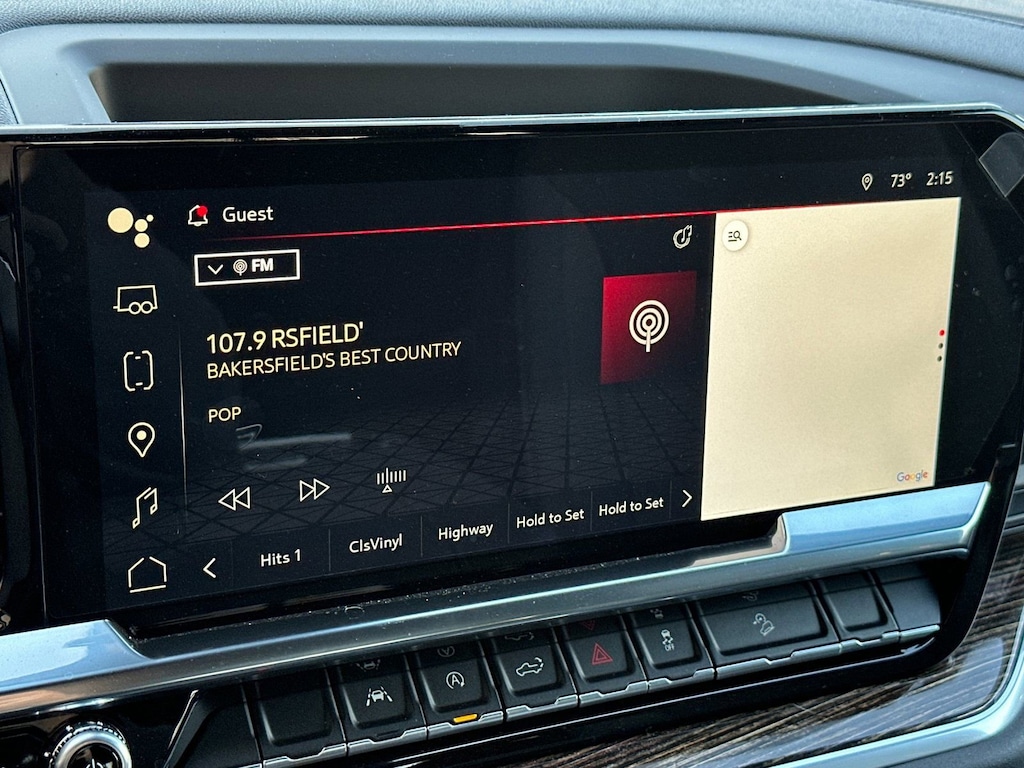 Guest
73° 2:15
FM
107.9 RSFIELD'
BAKERSFIELD'S BEST COUNTRY
POP
Google
Hits 1
ClsVinyl
Highway
Hold to Set
Hold to Set
A
OFF